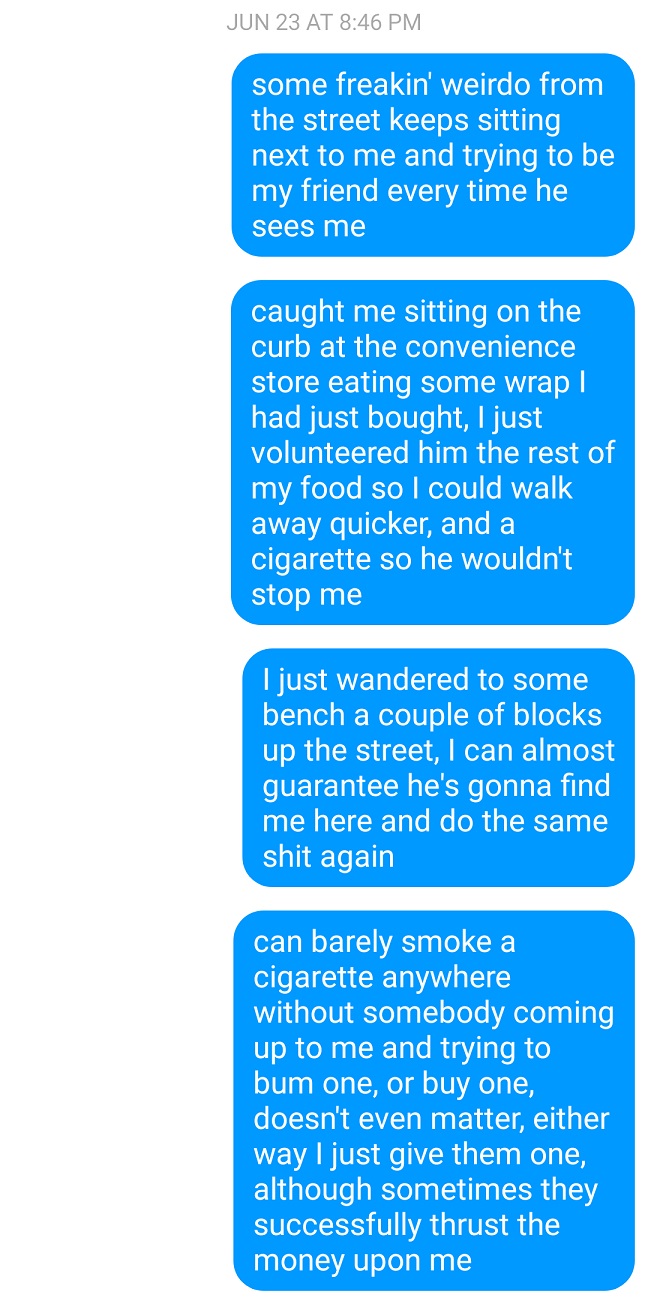 JUN 23 AT 8:46 PM
some freakin' weirdo from
the street keeps sitting
next to me and trying to be
my friend every time he
sees me
caught me sitting on the
curb at the convenience
store eating some wrap I
had just bought, I just
volunteered him the rest of
my food so I could walk
away quicker, and a
cigarette so he wouldn't
stop me
I just wandered to some
bench a couple of blocks
up the street, I can almost
guarantee he's gonna find
me here and do the same
shit again
can barely smoke a
cigarette anywhere
without somebody coming
up to me and trying to
bum one, or buy one,
doesn't even matter, either
way I just give them one,
although sometimes they
successfully thrust the
money upon me